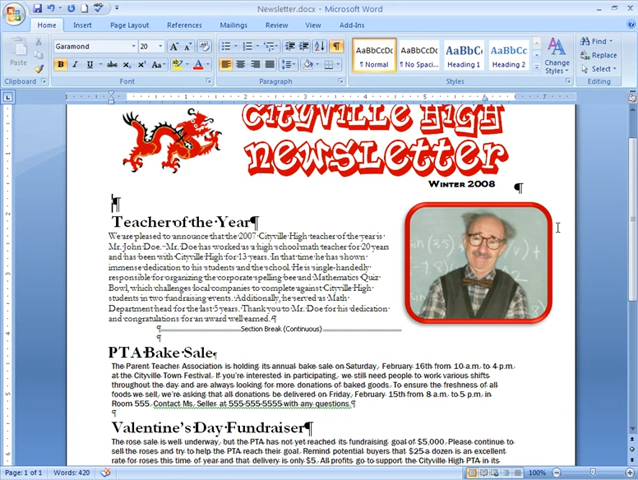 Newsletter.docx - Microsoft Word
Home Insert Page Layout References Mailings Review View Add-Ins
Garamond 20
Paste
AaBbCcDc AaBbCcDc AaBbC AaBbCc
¶ Normal ¶ No Spaci... Heading 1 Heading 2
Change Styles
Find
Replace
Select
Clipboard Font Paragraph Styles Editing
Cityville High
Newsletter
Winter 2008 ¶
¶
Teacher of the Year¶
We are pleased to announce that the 2007 Cityville High teacher of the year is
Mr. John Doe. Mr. Doe has worked as a high school math teacher for 20 years
and has been with Cityville High for 13 years. In that time he has shown
immense dedication to his students and the school. He is single-handedly
responsible for organizing the corporate spelling bee and Mathematics Quiz
Bowl, which challenges local companies to complete against Cityville High
students in two fundraising events. Additionally, he served as Math
Department head for the last 5 years. Thank you to Mr. Doe for his dedication
and congratulations for an award well earned. ¶
¶ Section Break (Continuous)
PTA Bake Sale¶
The Parent Teacher Association is holding its annual bake sale on Saturday, February 16th from 10 a.m. to 4 p.m.
at the Cityville Town Festival. If you're interested in participating, we still need people to work various shifts
throughout the day and are always looking for more donations of baked goods. To ensure the freshness of all
foods we sell, we're asking that all donations be delivered on Friday, February 15th from 8 a.m. to 5 p.m. in
Room 555. Contact Ms. Seller at 555-555-5555 with any questions.¶
¶
Valentine's Day Fundraiser¶
The rose sale is well underway, but the PTA has not yet reached its fundraising goal of $5,000. Please continue to
sell the roses and try to help the PTA reach their goal. Remind potential buyers that $25 a dozen is an excellent
rate for roses this time of year and that delivery is only $5. All profits go to support the Cityville High PTA in its
Page: 1 of 1 Words: 420 100%